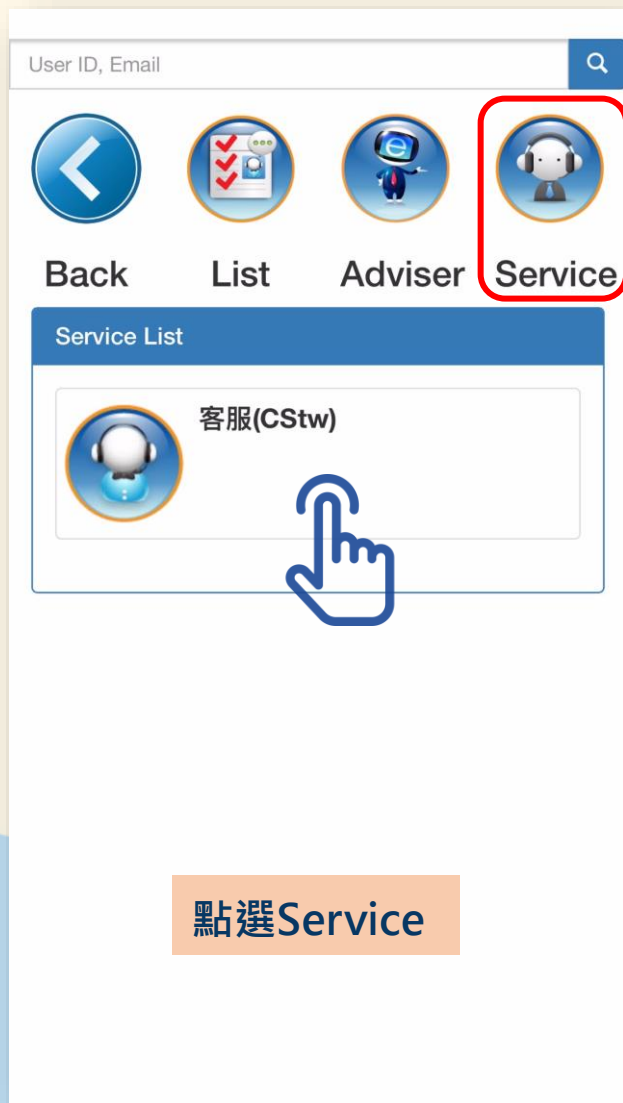 User ID, Email
Back List Adviser Service
Service List
客服(CStw)
點選Service